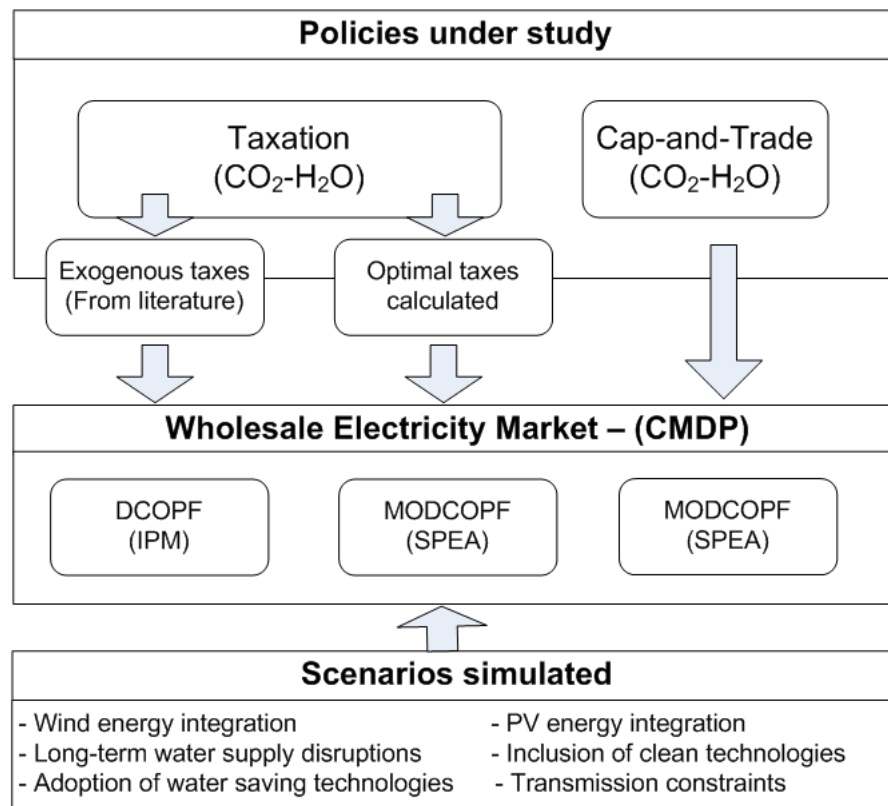 Policies under study
Taxation
(CO₂-H₂O)
Cap-and-Trade
(CO₂-H₂O)
Exogenous taxes
(From literature)
Optimal taxes
calculated
Wholesale Electricity Market – (CMDP)
DCOPF
(IPM)
MODCOPF
(SPEA)
MODCOPF
(SPEA)
Scenarios simulated
- Wind energy integration
- Long-term water supply disruptions
- Adoption of water saving technologies
- PV energy integration
- Inclusion of clean technologies
- Transmission constraints